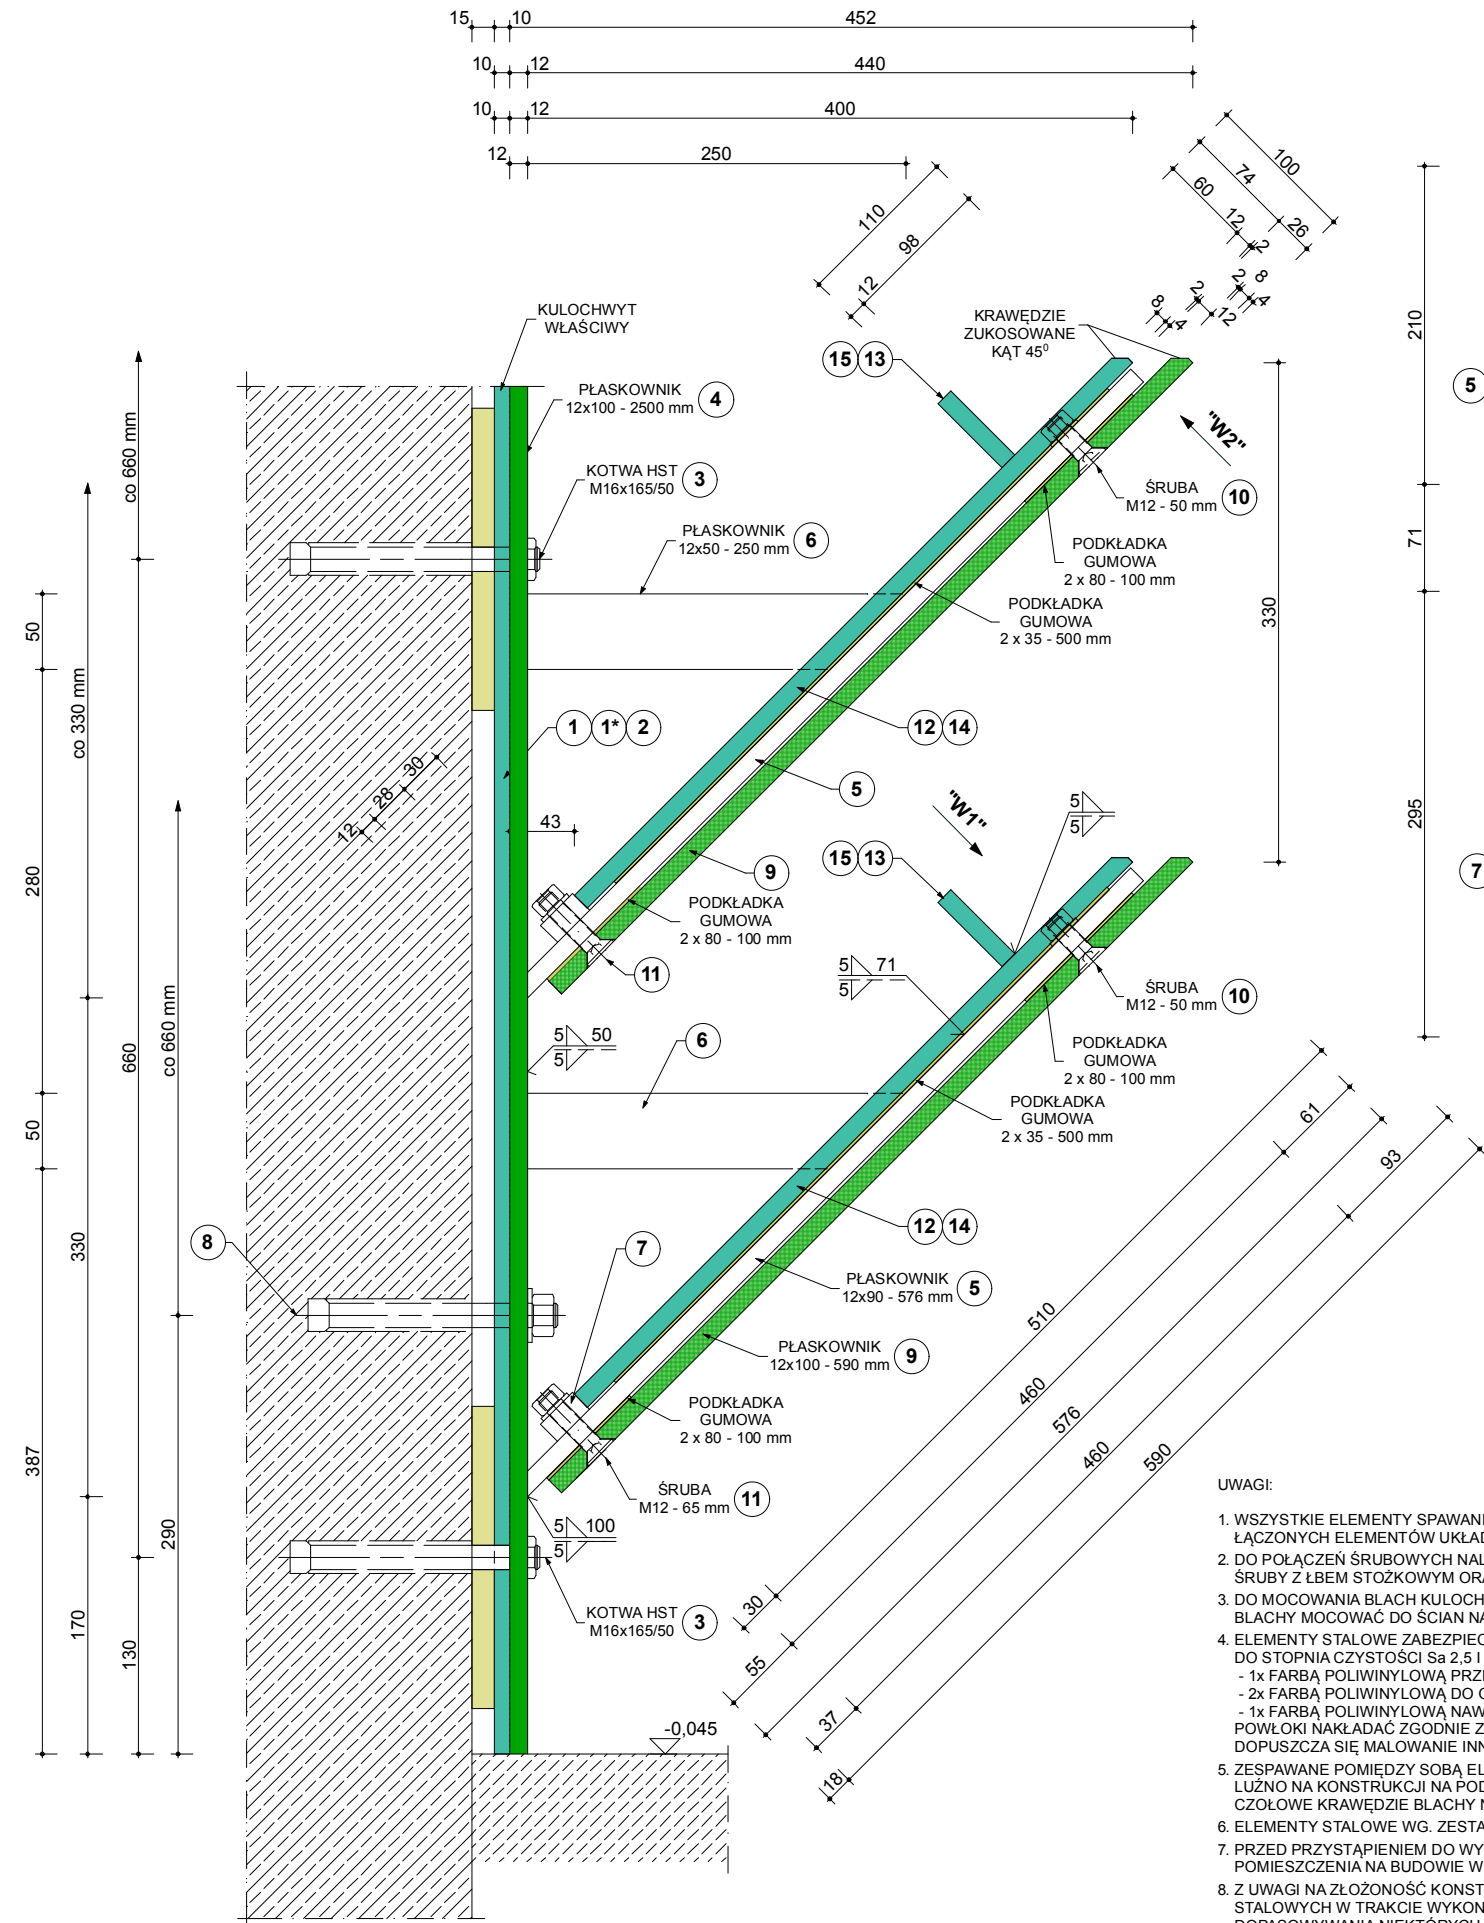 15
10
452
10
12
440
10
12
400
12
250
110
98
12
100
74
60
12
26
2
2
8
4
2
12
8
4
210
71
295
330
KULOCHWYT
WŁAŚCIWY
PŁASKOWNIK
12x100 - 2500 mm
4
KOTWA HST
M16x165/50
3
PŁASKOWNIK
12x50 - 250 mm
6
15
13
KRAWĘDZIE
ZUKOSOWANE
KĄT 45⁰
"W2"
ŚRUBA
M12 - 50 mm
10
PODKŁADKA
GUMOWA
2 x 80 - 100 mm
PODKŁADKA
GUMOWA
2 x 35 - 500 mm
5
7
co 660 mm
50
co 330 mm
280
30
28
12
1
1*
2
12
14
5
43
"W1"
5
5
9
PODKŁADKA
GUMOWA
2 x 80 - 100 mm
11
15
13
5
71
5
ŚRUBA
M12 - 50 mm
10
PODKŁADKA
GUMOWA
2 x 80 - 100 mm
PODKŁADKA
GUMOWA
2 x 35 - 500 mm
5
50
5
6
660
co 660 mm
50
8
330
7
12
14
PŁASKOWNIK
12x90 - 576 mm
5
PŁASKOWNIK
12x100 - 590 mm
9
PODKŁADKA
GUMOWA
2 x 80 - 100 mm
ŚRUBA
M12 - 65 mm
11
5
100
5
KOTWA HST
M16x165/50
3
387
290
170
130
61
93
510
460
576
460
590
30
55
37
18
-0,045
UWAGI:
1. WSZYSTKIE ELEMENTY SPAWAN
ŁĄCZONYCH ELEMENTÓW UKŁAD
2. DO POŁĄCZEŃ ŚRUBOWYCH NAL
ŚRUBY Z ŁBEM STOŻKOWYM ORA
3. DO MOCOWANIA BLACH KULOCH
BLACHY MOCOWAĆ DO ŚCIAN NA
4. ELEMENTY STALOWE ZABEZPIEC
DO STOPNIA CZYSTOŚCI Sa 2,5 I
- 1x FARBĄ POLIWINYLOWĄ PRZ
- 2x FARBĄ POLIWINYLOWĄ DO
- 1x FARBĄ POLIWINYLOWĄ NAW
POWŁOKI NAKŁADAĆ ZGODNIE Z
DOPUSZCZA SIĘ MALOWANIE INN
5. ZESPAWANE POMIĘDZY SOBĄ EL
LUŹNO NA KONSTRUKCJI NA POD
CZOŁOWE KRAWĘDZIE BLACHY
6. ELEMENTY STALOWE WG. ZESTA
7. PRZED PRZYSTĄPIENIEM DO WY
POMIESZCZENIA NA BUDOWIE W
8. Z UWAGI NA ZŁOŻONOŚĆ KONST
STALOWYCH W TRAKCIE WYKON